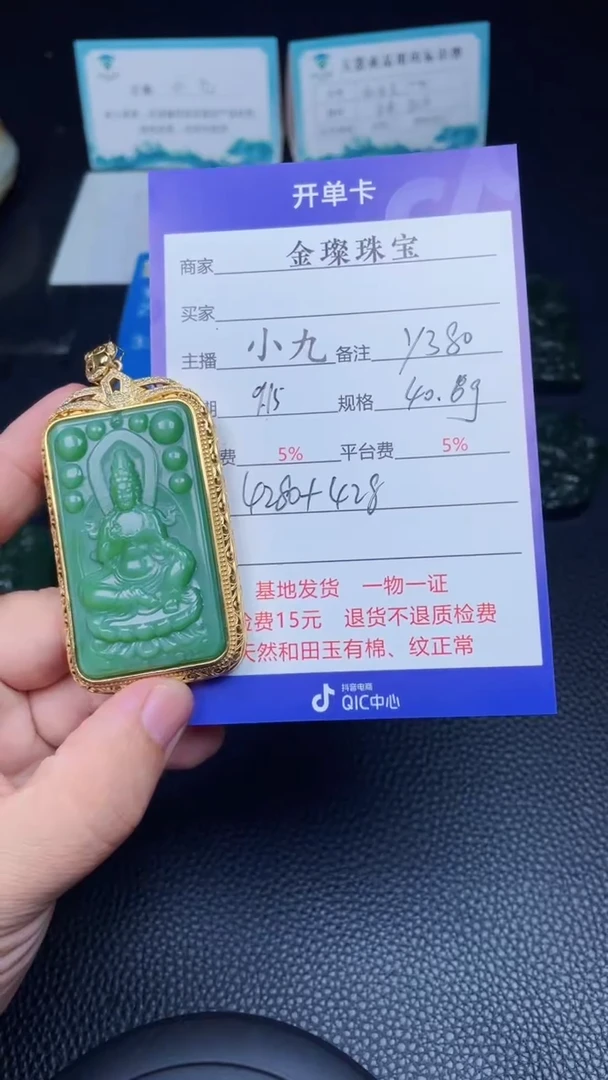 开单卡
商家 金璨珠宝
买家
主播 小九 备注 Y380
期 9/5 规格 40.8g
费 5% 平台费 5%
4280+428
基地发货 一物一证
检费15元 退货不退质检费
天然和田玉有棉、纹正常
抖音电商
QIC中心